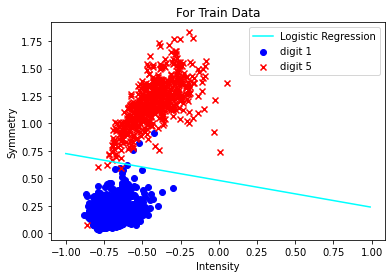 For Train Data
Logistic Regression
digit 1
digit 5
Symmetry
1.75
1.50
1.25
1.00
0.75
0.50
0.25
0.00
−1.00 −0.75 −0.50 −0.25 0.00 0.25 0.50 0.75 1.00
Intensity